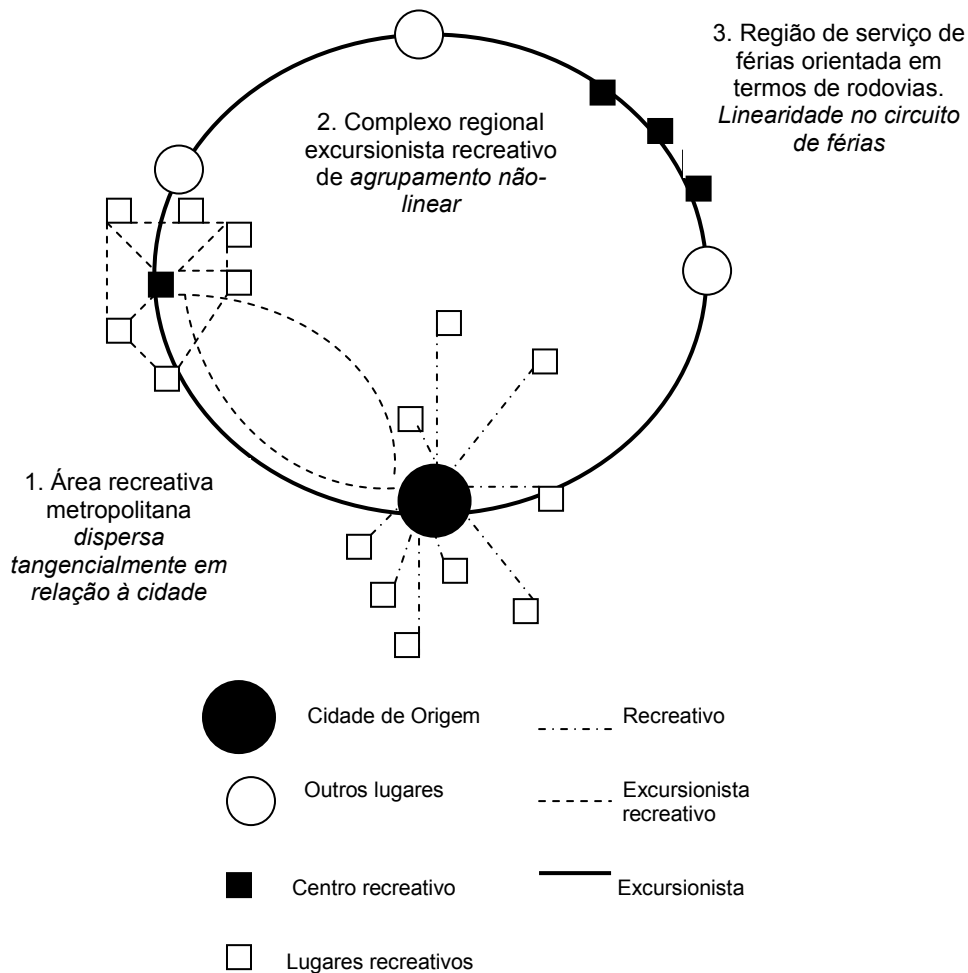 3. Região de serviço de
férias orientada em
termos de rodovias.
Linearidade no circuito
de férias
2. Complexo regional
excursionista recreativo
de agrupamento não-
linear
1. Área recreativa
metropolitana
dispersa
tangencialmente em
relação à cidade
Cidade de Origem
Recreativo
Outros lugares
Excursionista
recreativo
Centro recreativo
Excursionista
Lugares recreativos